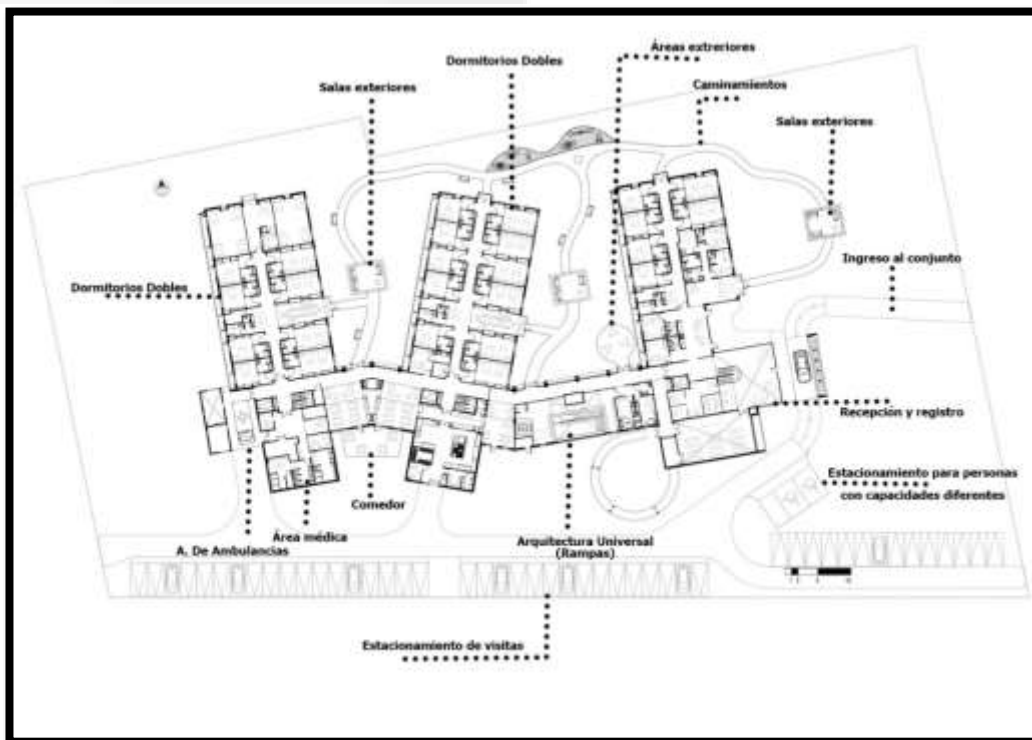 Áreas extreriores
Dormitorios Dobles
Salas exteriores
Caminamientos
Salas exteriores
Ingreso al conjunto
Dormitorios Dobles
Recepción y registro
Estacionamiento para personas
con capacidades diferentes
Comedor
Área médica
A. De Ambulancias
Arquitectura Universal
(Rampas)
Estacionamiento de visitas